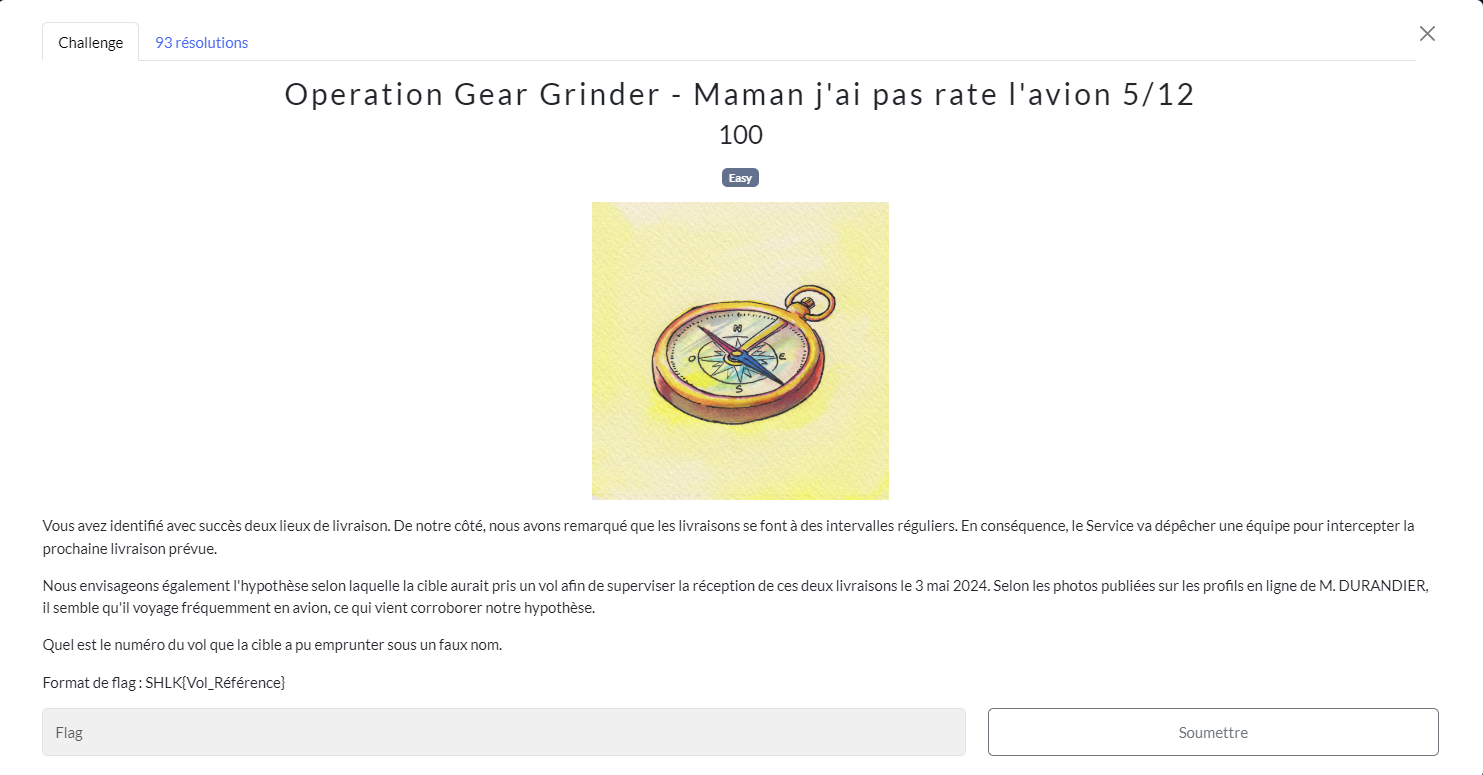 Challenge
93 résolutions
Operation Gear Grinder - Maman j'ai pas rate l'avion 5/12
100
Easy
N
O
E
S
Vous avez identifié avec succès deux lieux de livraison. De notre côté, nous avons remarqué que les livraisons se font à des intervalles réguliers. En conséquence, le Service va dépêcher une équipe pour intercepter la
prochaine livraison prévue.
Nous envisageons également l'hypothèse selon laquelle la cible aurait pris un vol afin de superviser la réception de ces deux livraisons le 3 mai 2024. Selon les photos publiées sur les profils en ligne de M. DURANDIER,
il semble qu'il voyage fréquemment en avion, ce qui vient corroborer notre hypothèse.
Quel est le numéro du vol que la cible a pu emprunter sous un faux nom.
Format de flag : SHLK{Vol_Référence}
Flag
Soumettre